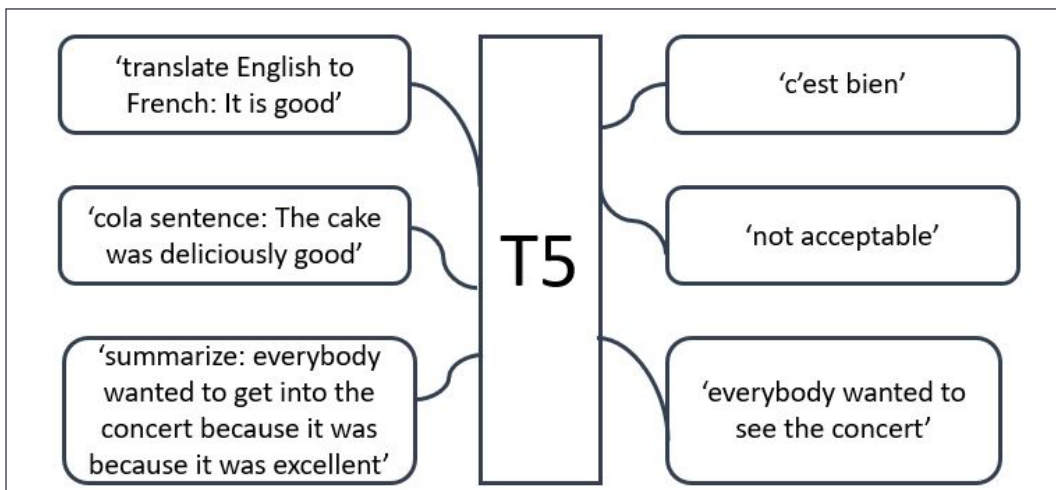 ‘translate English to
French: It is good’
‘cola sentence: The cake
was deliciously good’
‘summarize: everybody
wanted to get into the
concert because it was
because it was excellent’
T5
‘c’est bien’
‘not acceptable’
‘everybody wanted to
see the concert’